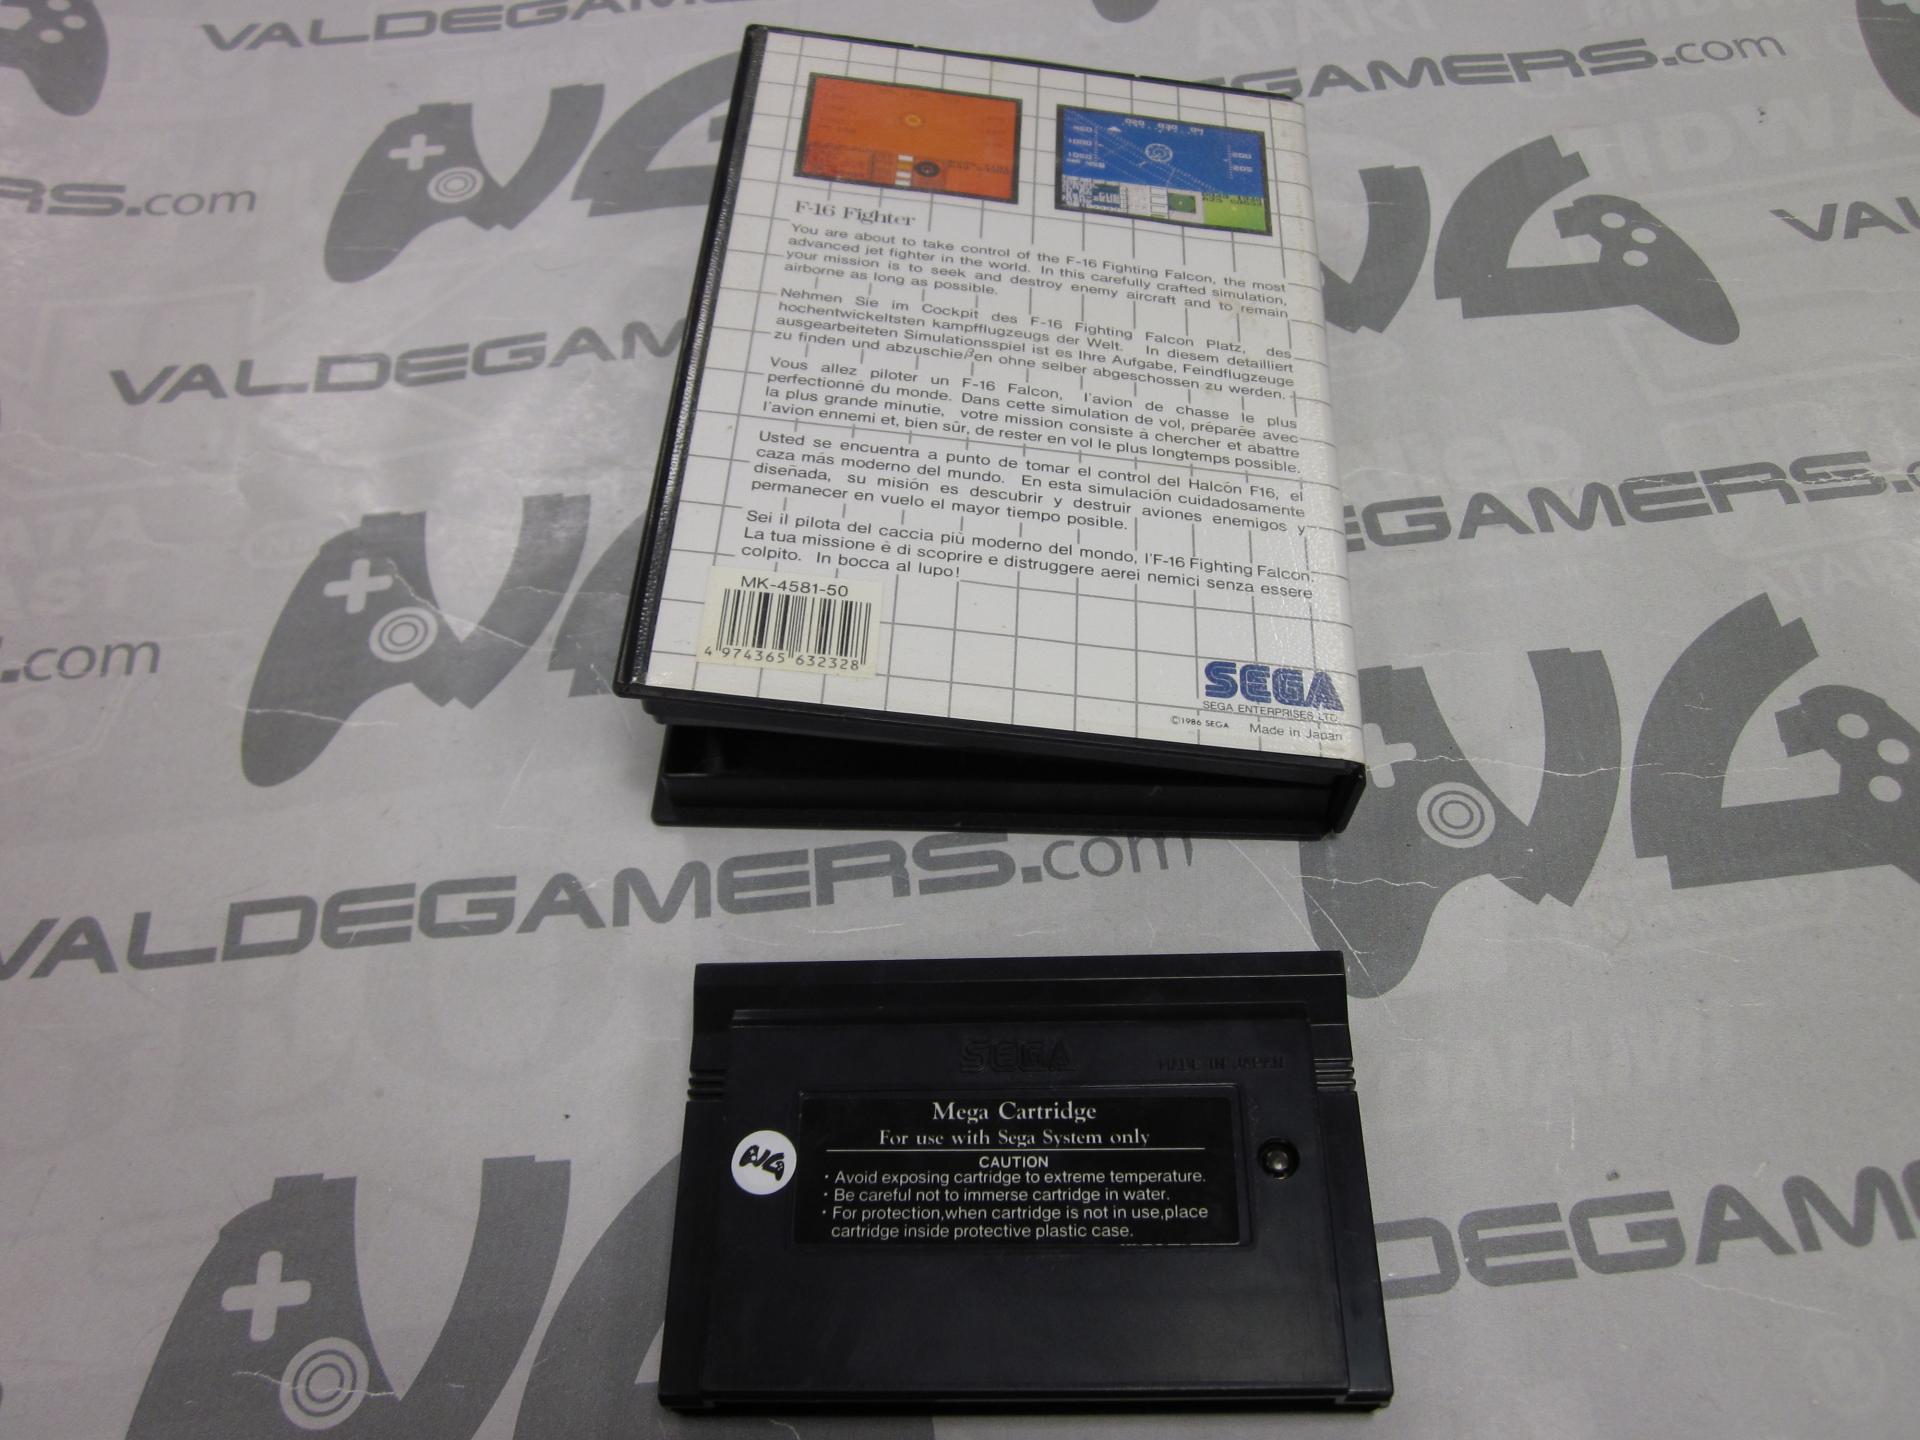 VALDEGAMERS
GAMERS.com
RS.com
VAL
VALDEGAM
EGAMERS.c
s.com
VALDEGAMERS.com
DEGAMERS
F-16 Fighter
You are about to take control of the F-16 Fighting Falcon, the most
advanced jet fighter in the world. In this carefully crafted simulation,
your mission is to seek and destroy enemy aircraft and to remain
airborne as long as possible.
Nehmen Sie im Cockpit des F-16 Fighting Falcon Platz, des
hochentwickeltsten kampfflugzeugs der Welt. In diesem detailliert
ausgearbeiteten Simulationsspiel ist es Ihre Aufgabe, Feindflugzeuge
zu finden und abzuschieβen ohne selber abgeschossen zu werden.
Vous allez piloter un F-16 Falcon, l'avion de chasse le plus
perfectionné du monde. Dans cette simulation de vol, préparée avec
la plus grande minutie, votre mission consiste à chercher et abattre
l'avion ennemi et, bien sûr, de rester en vol le plus longtemps possible.
Usted se encuentra a punto de tomar el control del Halcón F16, el
caza más moderno del mundo. En esta simulación cuidadosamente
diseñada, su misión es descubrir y destruir aviones enemigos y
permanecer en vuelo el mayor tiempo posible.
Sei il pilota del caccia più moderno del mondo, l'F-16 Fighting Falcon.
La tua missione è di scoprire e distruggere aerei nemici senza essere
colpito. In bocca al lupo!
MK-4581-50
4 974365 632328
SEGA
SEGA ENTERPRISES LTD.
©1986 SEGA Made in Japan
SEGA
MADE IN JAPAN
Mega Cartridge
For use with Sega System only
CAUTION
· Avoid exposing cartridge to extreme temperature.
· Be careful not to immerse cartridge in water.
· For protection,when cartridge is not in use,place
cartridge inside protective plastic case.